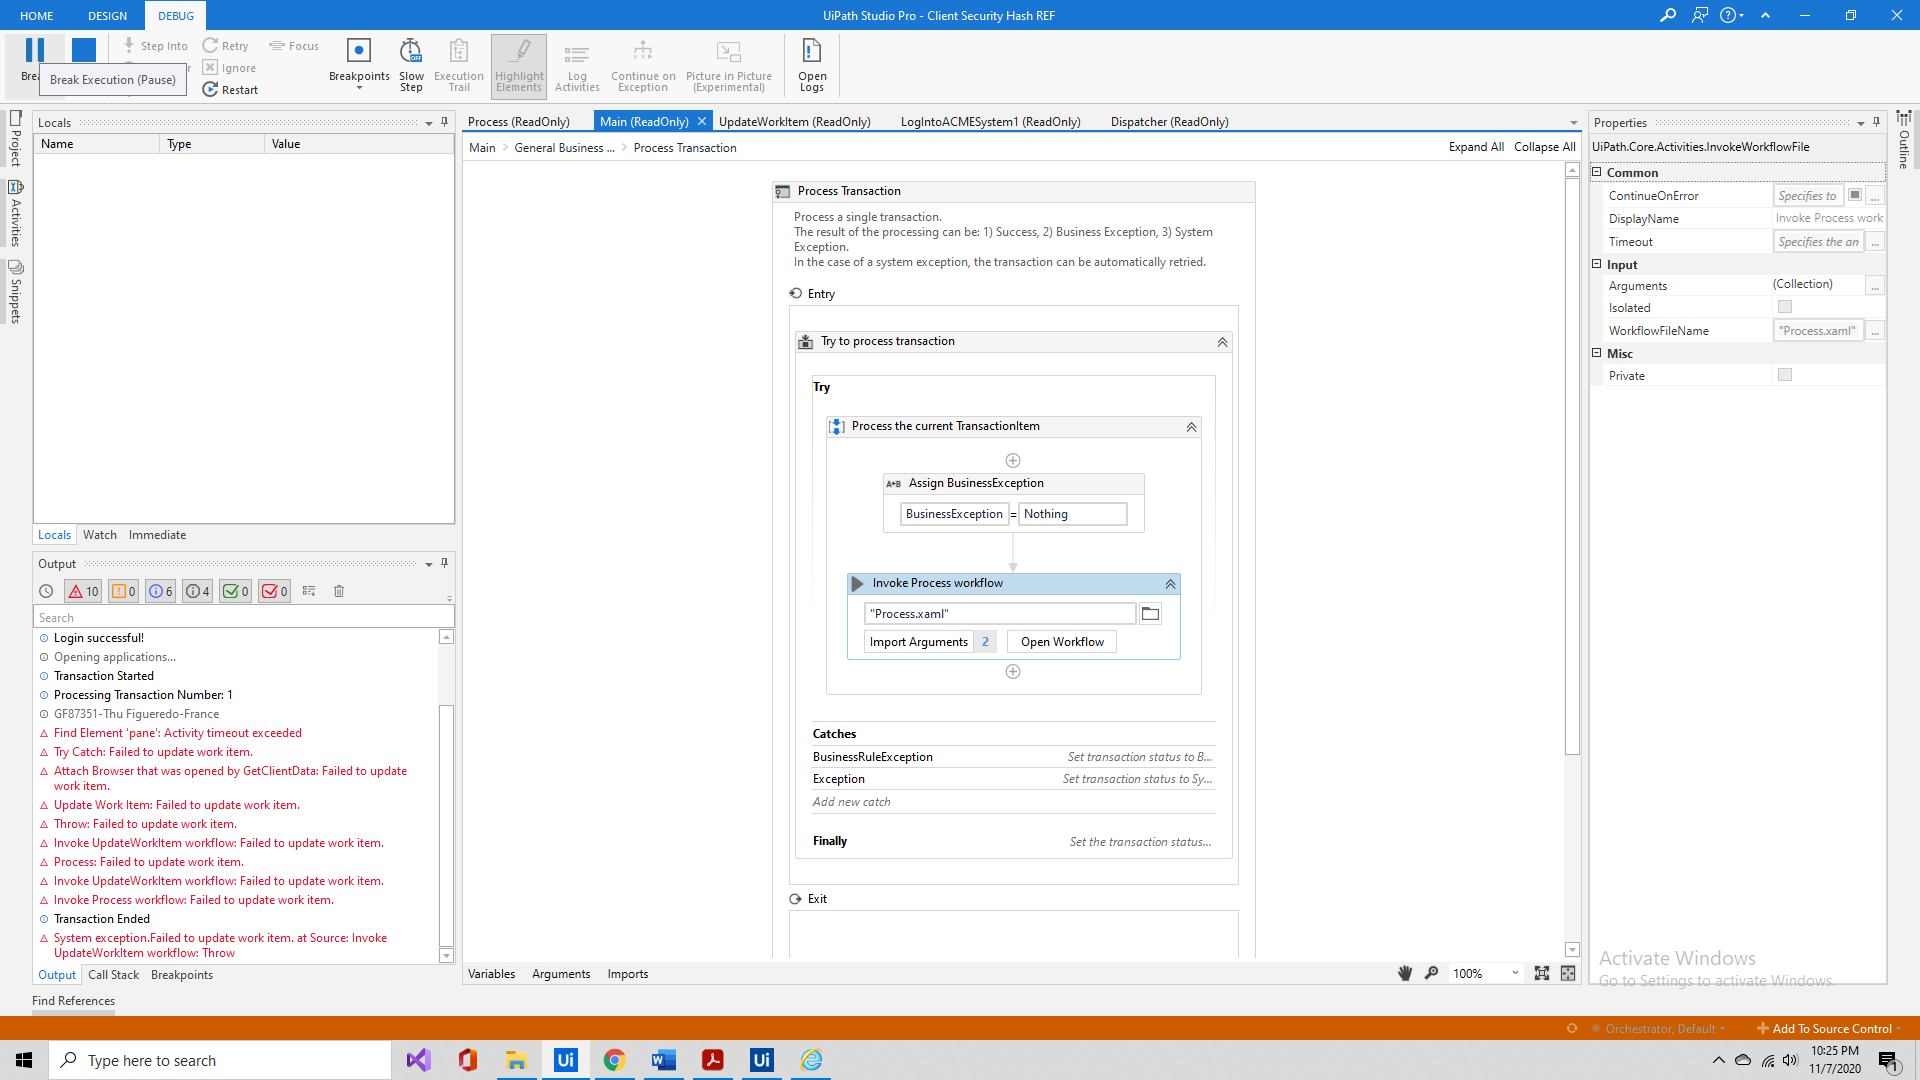 HOME DESIGN DEBUG
UiPath Studio Pro - Client Security Hash REF
Step Into Retry Focus
Ignore
Restart
Break Execution (Pause)
Breakpoints
Slow Step
Execution Trail
Highlight Elements
Log Activities
Continue on Exception
Picture in Picture (Experimental)
Open Logs
Project
Activities
Snippets
Locals
Name Type Value
Locals Watch Immediate
Output
10 0 6 4 0 0
Search
Login successful!
Opening applications...
Transaction Started
Processing Transaction Number: 1
GF87351-Thu Figueredo-France
Find Element 'pane': Activity timeout exceeded
Try Catch: Failed to update work item.
Attach Browser that was opened by GetClientData: Failed to update
work item.
Update Work Item: Failed to update work item.
Throw: Failed to update work item.
Invoke UpdateWorkItem workflow: Failed to update work item.
Process: Failed to update work item.
Invoke UpdateWorkItem workflow: Failed to update work item.
Invoke Process workflow: Failed to update work item.
Transaction Ended
System exception.Failed to update work item. at Source: Invoke
UpdateWorkItem workflow: Throw
Output Call Stack Breakpoints
Find References
Process (ReadOnly) Main (ReadOnly) UpdateWorkItem (ReadOnly) LogIntoACMESystem1 (ReadOnly) Dispatcher (ReadOnly)
Main General Business ... Process Transaction
Expand All Collapse All
Process Transaction
Process a single transaction.
The result of the processing can be: 1) Success, 2) Business Exception, 3) System
Exception.
In the case of a system exception, the transaction can be automatically retried.
Entry
Try to process transaction
Try
Process the current TransactionItem
A+B Assign BusinessException
BusinessException = Nothing
Invoke Process workflow
"Process.xaml"
Import Arguments 2 Open Workflow
Catches
BusinessRuleException Set transaction status to B...
Exception Set transaction status to Sy...
Add new catch
Finally Set the transaction status...
Exit
Variables Arguments Imports
100%
Properties
UiPath.Core.Activities.InvokeWorkflowFile
Common
ContinueOnError Specifies to ...
DisplayName Invoke Process work
Timeout Specifies the an ...
Input
Arguments (Collection) ...
Isolated
WorkflowFileName "Process.xaml" ...
Misc
Private
Outline
Activate Windows
Go to Settings to activate Windows.
Orchestrator, Default Add To Source Control
Type here to search
10:25 PM
11/7/2020
1